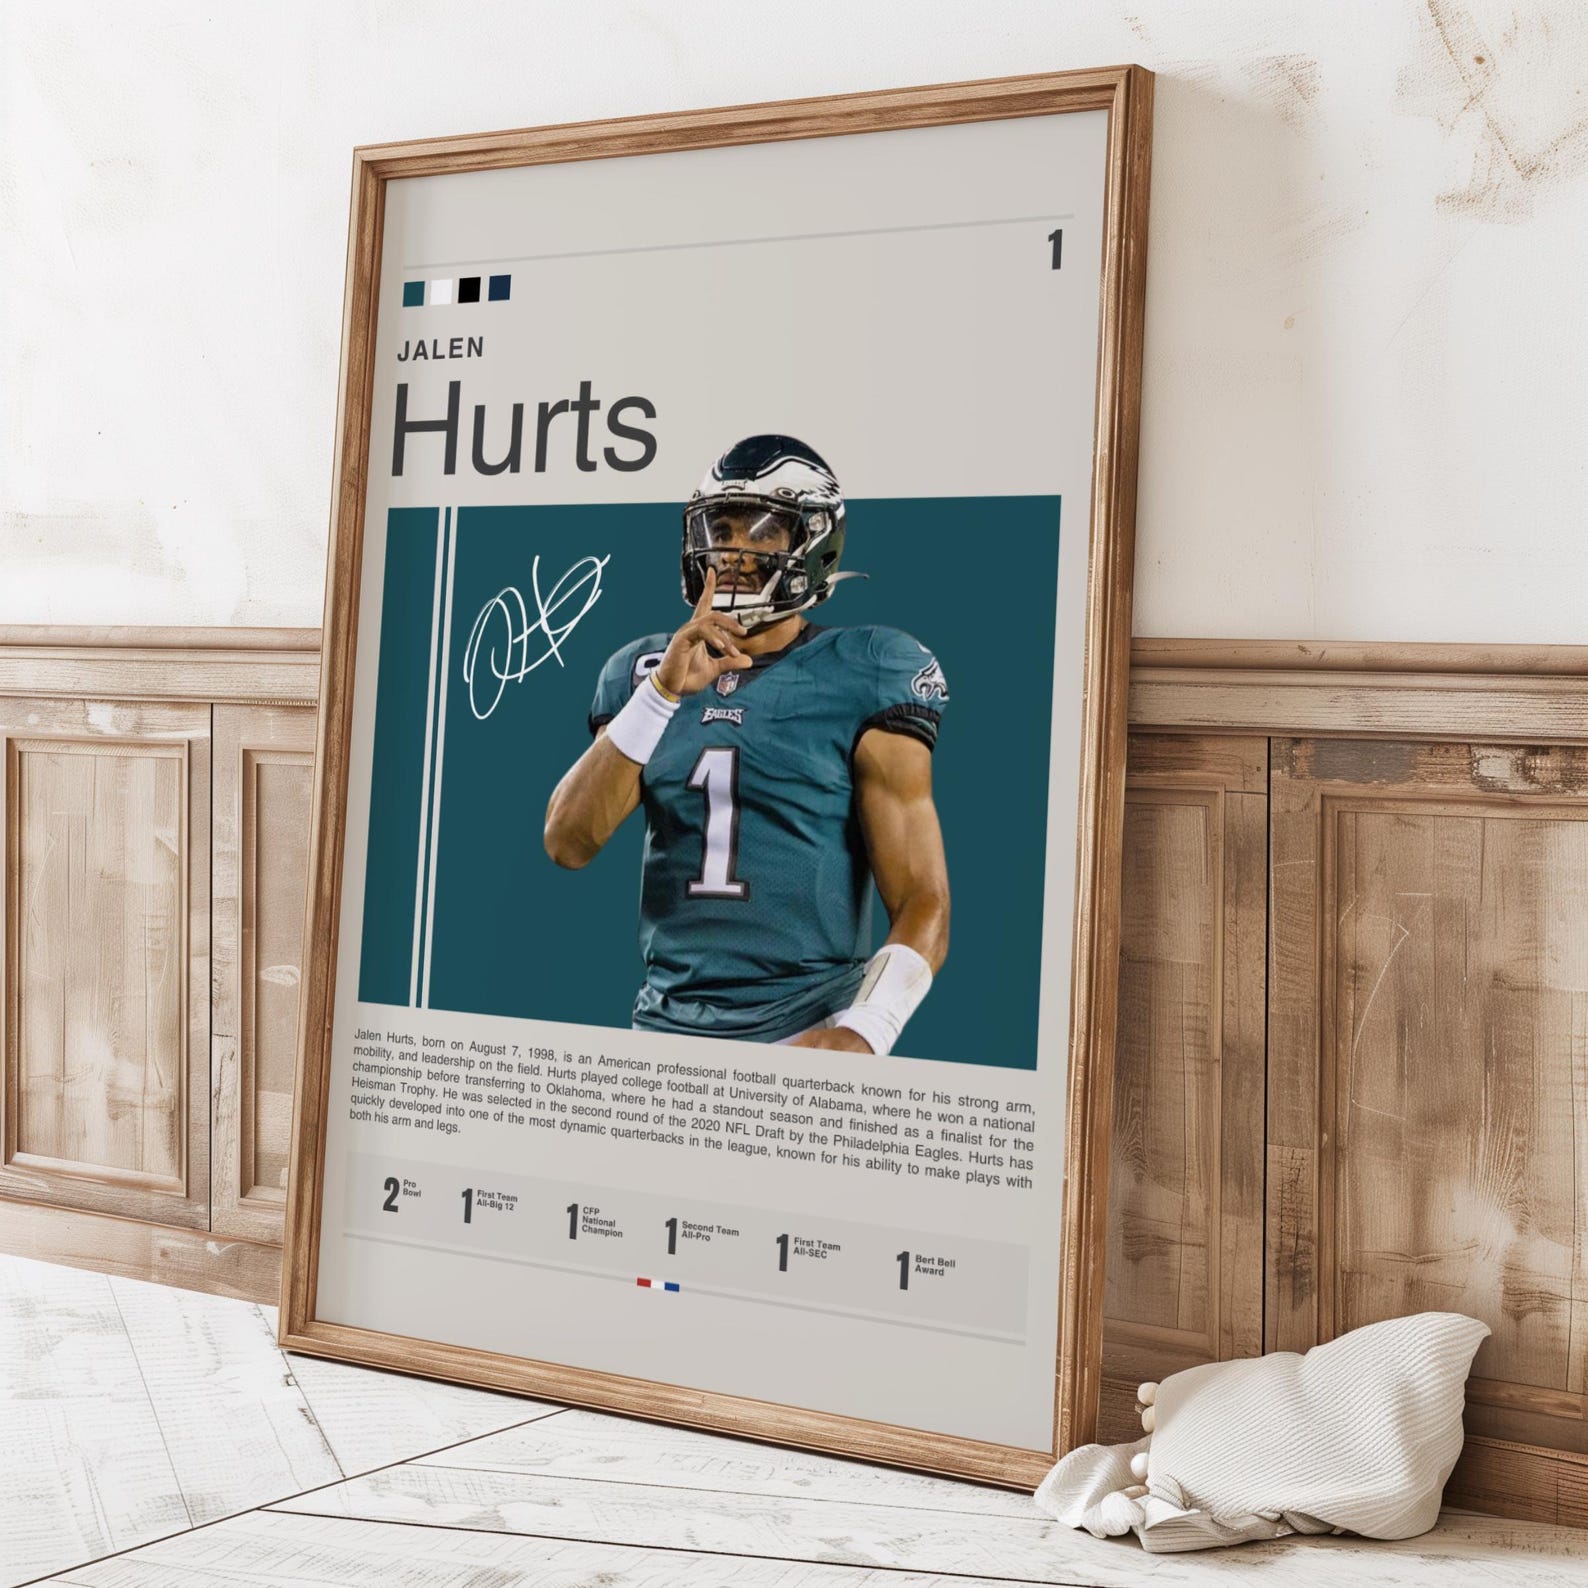 1
JALEN
Hurts
EAGLES
1
Jalen Hurts, born on August 7, 1998, is an American professional football quarterback known for his strong arm,
mobility, and leadership on the field. Hurts played college football at University of Alabama, where he won a national
championship before transferring to Oklahoma, where he had a standout season and finished as a finalist for the
Heisman Trophy. He was selected in the second round of the 2020 NFL Draft by the Philadelphia Eagles. Hurts has
quickly developed into one of the most dynamic quarterbacks in the league, known for his ability to make plays with
both his arm and legs.
2 Pro
Bowl
1 First Team
All-Big 12
1 CFP
National
Champion
1 Second Team
All-Pro
1 First Team
All-SEC
1 Bert Bell
Award